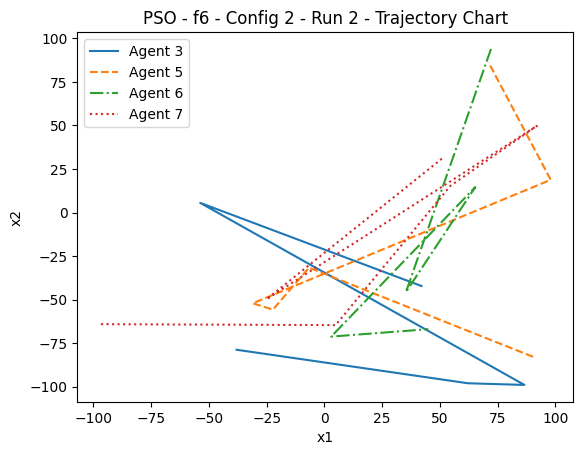 PSO - f6 - Config 2 - Run 2 - Trajectory Chart
Agent 3
Agent 5
Agent 6
Agent 7
100
75
50
25
0
−25
−50
−75
−100
x2
−100
−75
−50
−25
0
25
50
75
100
x1